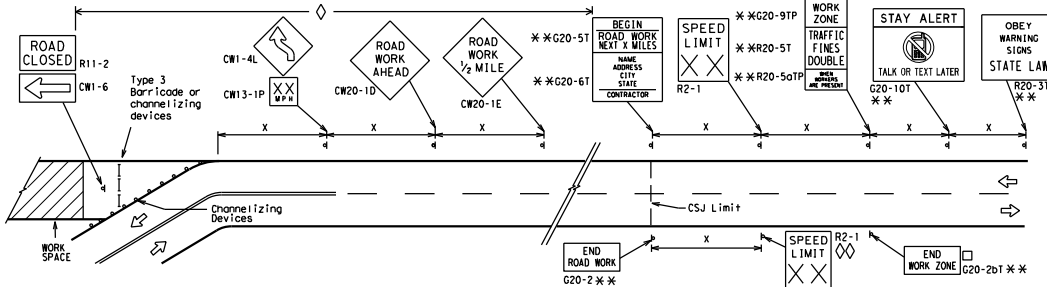 ROAD
CLOSED
R11-2
CW1-6
Type 3
Barricade or
channelizing
devices
CW1-4L
CW13-1P
XX
MPH
ROAD
WORK
AHEAD
CW20-1D
ROAD
WORK
1/2 MILE
CW20-1E
**G20-5T
**G20-6T
BEGIN
ROAD WORK
NEXT X MILES
NAME
ADDRESS
CITY
STATE
CONTRACTOR
SPEED
LIMIT
XX
R2-1
**G20-9TP
**R20-5T
**R20-5aTP
WORK
ZONE
TRAFFIC
FINES
DOUBLE
WHEN
WORKERS
ARE PRESENT
STAY ALERT
TALK OR TEXT LATER
G20-10T
**
OBEY
WARNING
SIGNS
STATE LAW
R20-3T
**
X X X X X X X
Channelizing
Devices
WORK
SPACE
CSJ Limit
END
ROAD WORK
G20-2**
X
SPEED
LIMIT
XX
R2-1
END
WORK ZONE
G20-2bT**